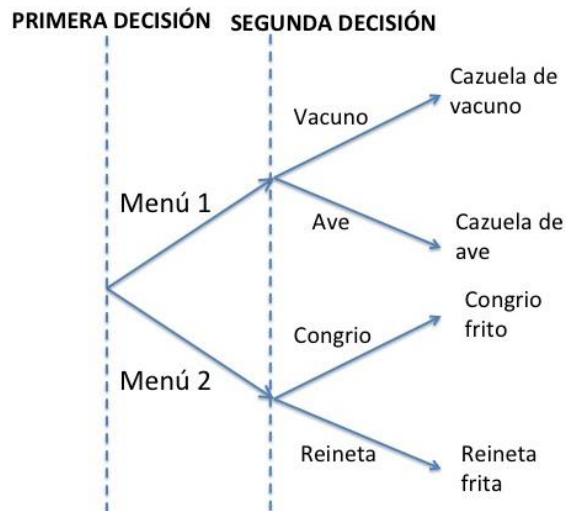 PRIMERA DECISIÓN SEGUNDA DECISIÓN
Cazuela de
vacuno
Vacuno
Menú 1
Ave
Cazuela de
ave
Congrio
frito
Congrio
Menú 2
Reineta
Reineta
frita